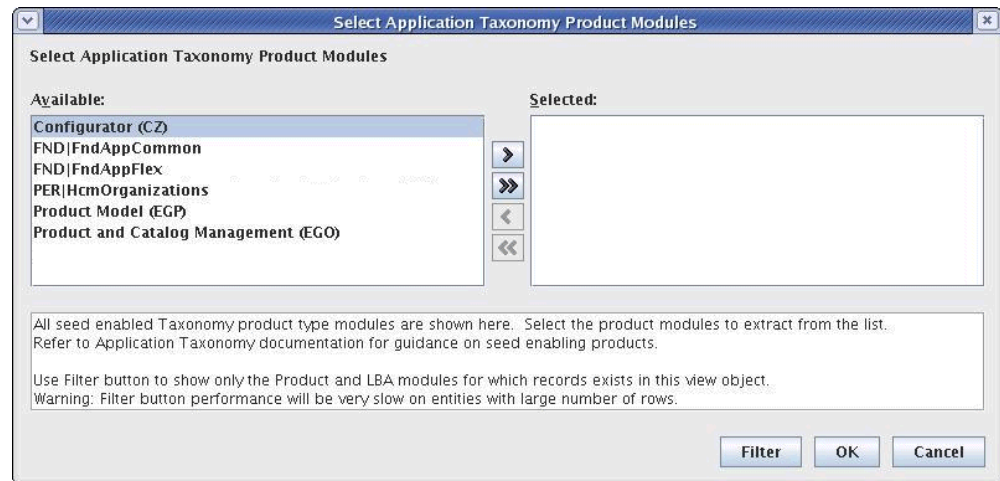 Select Application Taxonomy Product Modules
Select Application Taxonomy Product Modules
Available:
Selected:
Configurator (CZ)
FND|FndAppCommon
FND|FndAppFlex
PER|HcmOrganizations
Product Model (EGP)
Product and Catalog Management (EGO)
All seed enabled Taxonomy product type modules are shown here. Select the product modules to extract from the list.
Refer to Application Taxonomy documentation for guidance on seed enabling products.
Use Filter button to show only the Product and LBA modules for which records exists in this view object.
Warning: Filter button performance will be very slow on entities with large number of rows.
Filter
OK
Cancel